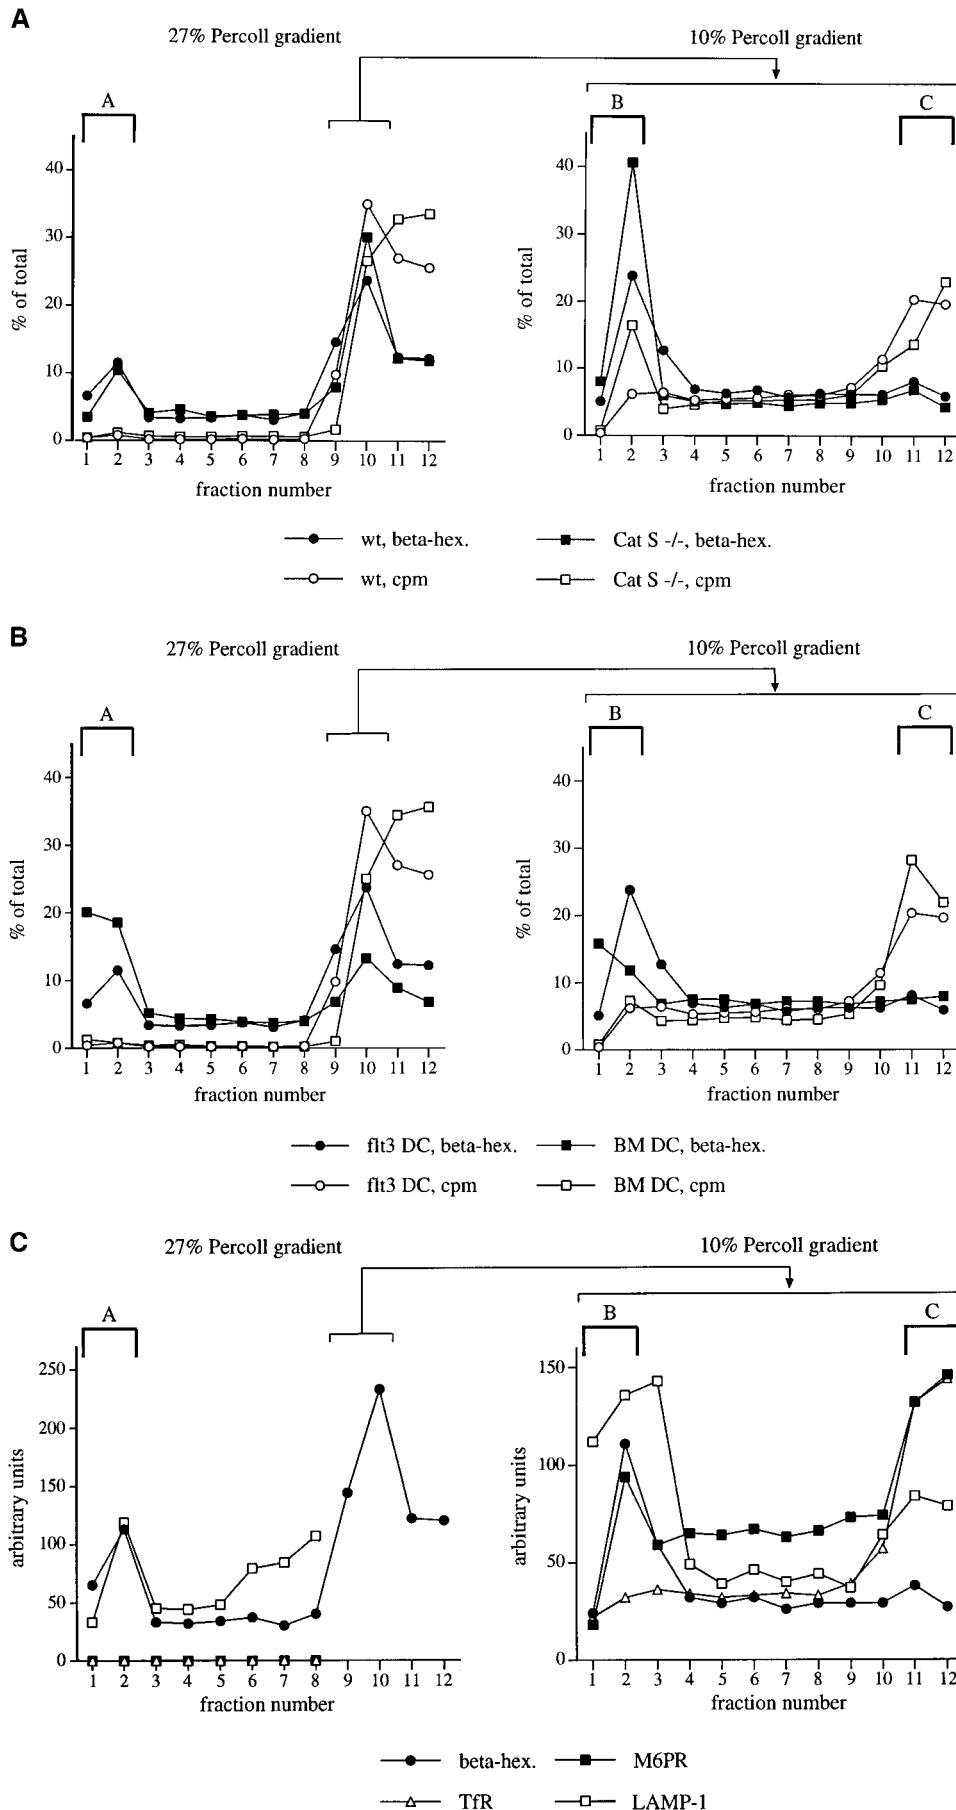 A
27% Percoll gradient
10% Percoll gradient
A
B
C
% of total
40
30
20
10
0
1 2 3 4 5 6 7 8 9 10 11 12
fraction number
% of total
40
30
20
10
0
1 2 3 4 5 6 7 8 9 10 11 12
fraction number
wt, beta-hex.
Cat S -/-, beta-hex.
wt, cpm
Cat S -/-, cpm
B
27% Percoll gradient
10% Percoll gradient
A
B
C
% of total
40
30
20
10
0
1 2 3 4 5 6 7 8 9 10 11 12
fraction number
% of total
40
30
20
10
0
1 2 3 4 5 6 7 8 9 10 11 12
fraction number
flt3 DC, beta-hex.
BM DC, beta-hex.
flt3 DC, cpm
BM DC, cpm
C
27% Percoll gradient
10% Percoll gradient
A
B
C
arbitrary units
250
200
150
100
50
0
1 2 3 4 5 6 7 8 9 10 11 12
fraction number
arbitrary units
150
100
50
0
1 2 3 4 5 6 7 8 9 10 11 12
fraction number
beta-hex.
M6PR
TfR
LAMP-1